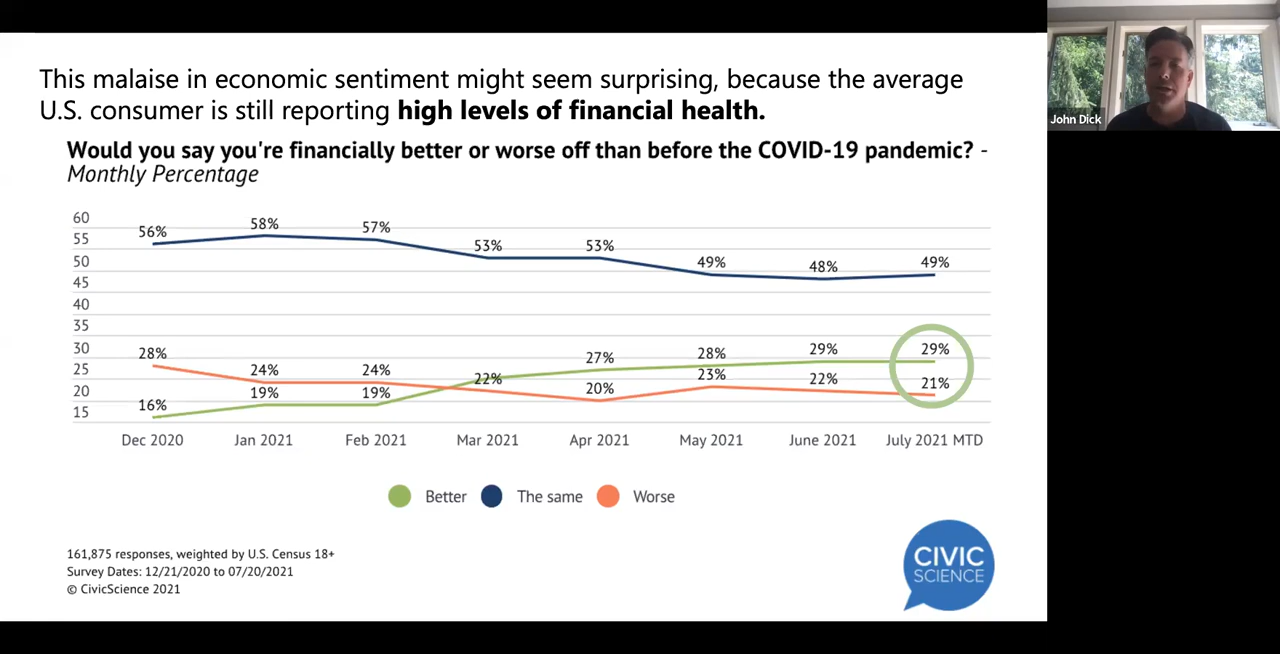 This malaise in economic sentiment might seem surprising, because the average
U.S. consumer is still reporting high levels of financial health.
Would you say you're financially better or worse off than before the COVID-19 pandemic? -
Monthly Percentage
60
55
50
45
40
35
30
25
20
15
56% 58% 57% 53% 53% 49% 48% 49%
28% 24% 24% 22% 20% 23% 22% 21%
16% 19% 19% 27% 28% 29% 29%
Dec 2020 Jan 2021 Feb 2021 Mar 2021 Apr 2021 May 2021 June 2021 July 2021 MTD
Better The same Worse
161,875 responses, weighted by U.S. Census 18+
Survey Dates: 12/21/2020 to 07/20/2021
© CivicScience 2021
CIVIC
SCIENCE
John Dick